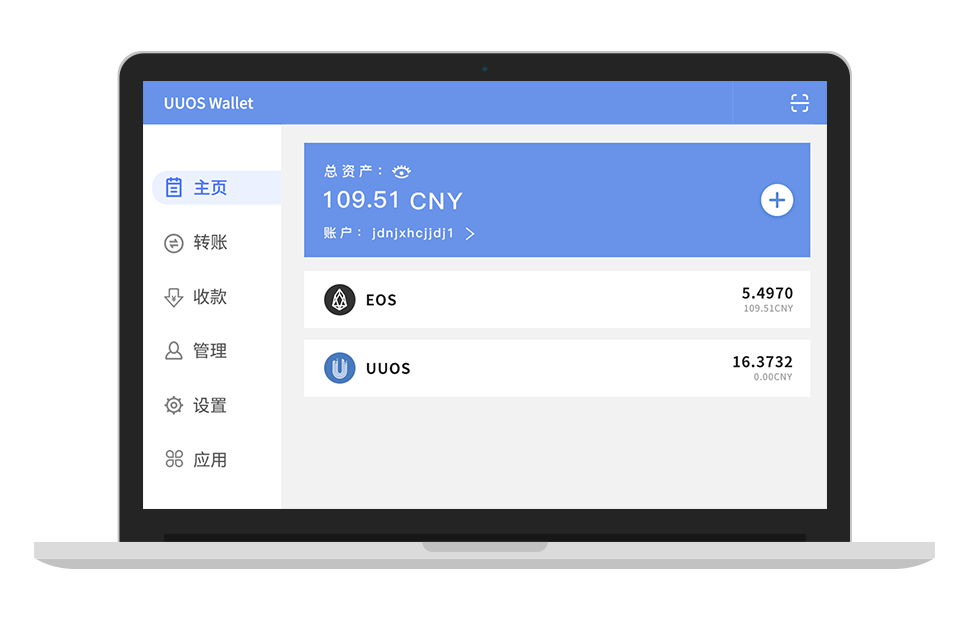 UUOS Wallet
主页
转账
收款
管理
设置
应用
总资产：
109.51 CNY
账户： jdnjxhcjjdj1
EOS
5.4970
109.51CNY
UUOS
16.3732
0.00CNY